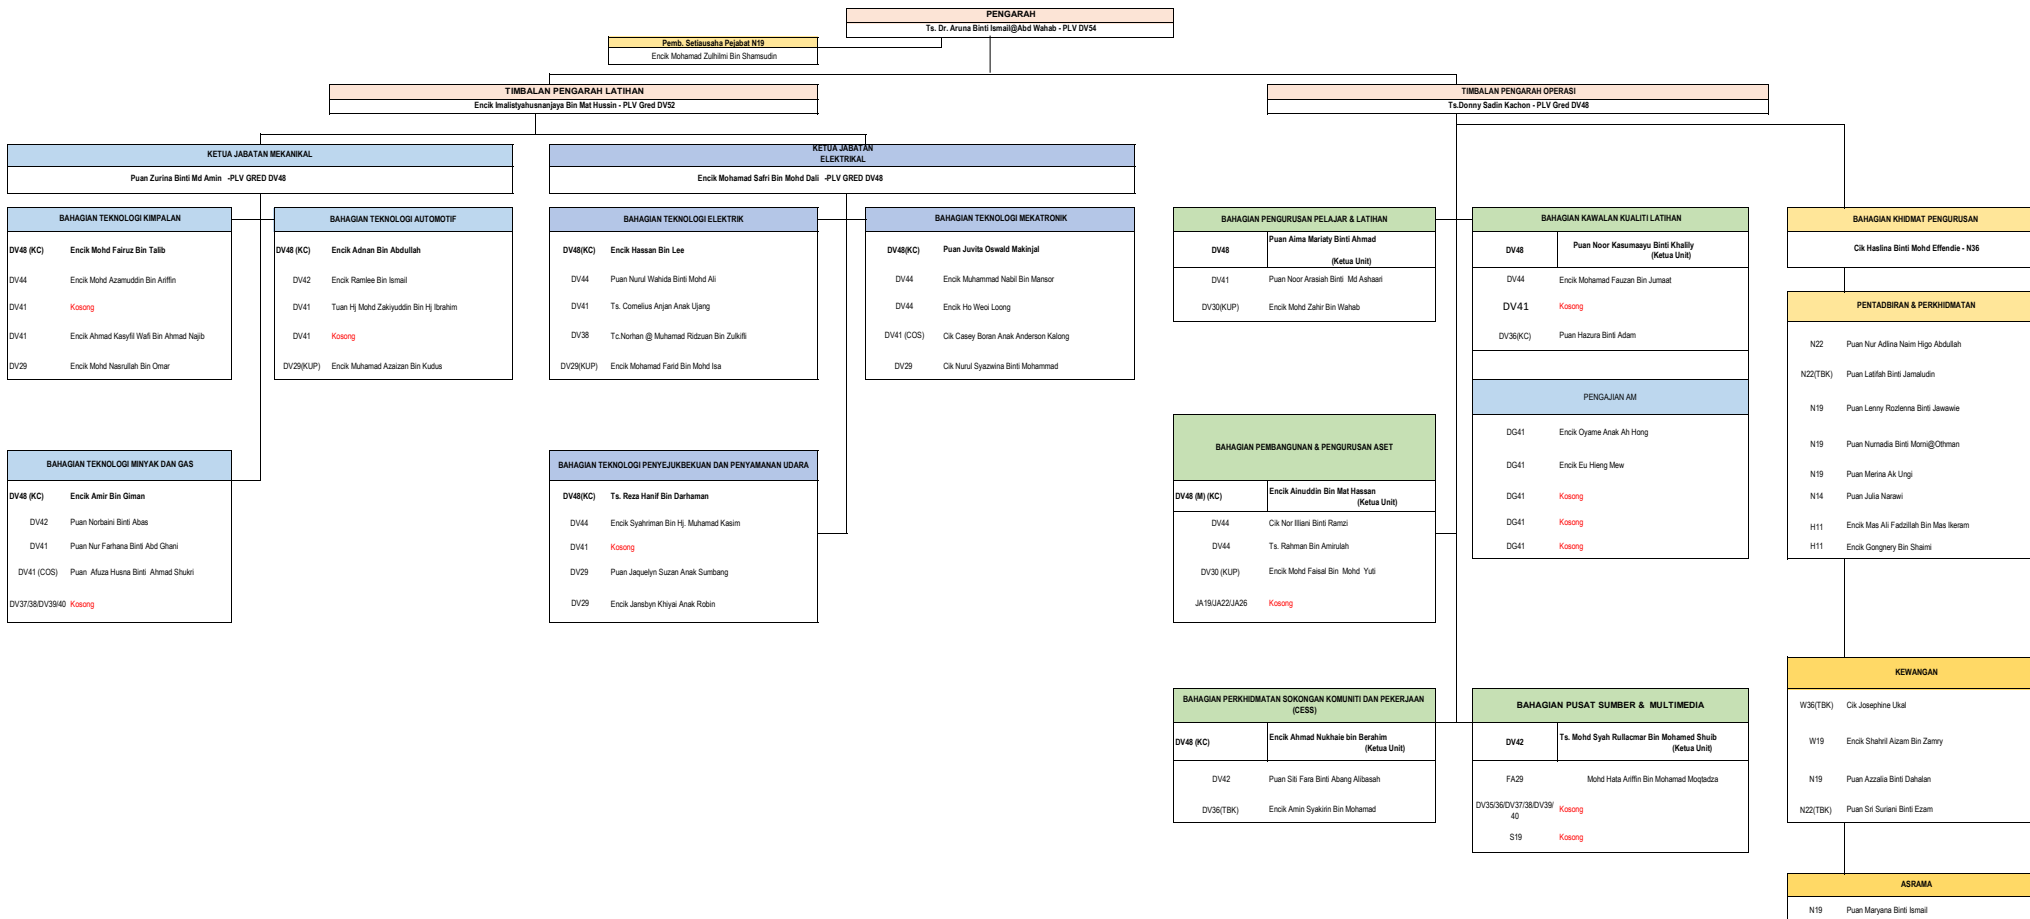 PENGARAH
Ts. Dr. Aruna Binti Ismail@Abd Wahab - PLV DV54
Pemb. Setiausaha Pejabat N19
Encik Mohamad Zulhilmi Bin Shamsudin
TIMBALAN PENGARAH LATIHAN
Encik Imalistyahusnanjaya Bin Mat Hussin - PLV Gred DV52
TIMBALAN PENGARAH OPERASI
Ts.Donny Sadin Kachon - PLV Gred DV48
KETUA JABATAN MEKANIKAL
Puan Zurina Binti Md Amin -PLV GRED DV48
KETUA JABATAN
ELEKTRIKAL
Encik Mohamad Safri Bin Mohd Dali -PLV GRED DV48
BAHAGIAN TEKNOLOGI KIMPALAN
DV48 (KC) Encik Mohd Fairuz Bin Talib
DV44 Encik Mohd Azamuddin Bin Ariffin
DV41 Kosong
DV41 Encik Ahmad Kasyfil Wafi Bin Ahmad Najib
DV29 Encik Mohd Nasrullah Bin Omar
BAHAGIAN TEKNOLOGI AUTOMOTIF
DV48 (KC) Encik Adnan Bin Abdullah
DV42 Encik Ramlee Bin Ismail
DV41 Tuan Hj Mohd Zakiyuddin Bin Hj Ibrahim
DV41 Kosong
DV29(KUP) Encik Muhamad Azaizan Bin Kudus
BAHAGIAN TEKNOLOGI ELEKTRIK
DV48(KC) Encik Hassan Bin Lee
DV44 Puan Nurul Wahida Binti Mohd Ali
DV41 Ts. Cornelius Anjan Anak Ujang
DV38 Tc.Norhan @ Muhamad Ridzuan Bin Zulkifli
DV29(KUP) Encik Mohamad Farid Bin Mohd Isa
BAHAGIAN TEKNOLOGI MEKATRONIK
DV48(KC) Puan Juvita Oswald Makinjal
DV44 Encik Muhammad Nabil Bin Mansor
DV44 Encik Ho Weoi Loong
DV41 (COS) Cik Casey Boran Anak Anderson Kalong
DV29 Cik Nurul Syazwina Binti Mohammad
BAHAGIAN PENGURUSAN PELAJAR & LATIHAN
DV48 Puan Aima Mariaty Binti Ahmad
(Ketua Unit)
DV41 Puan Noor Arasiah Binti Md Ashaari
DV30(KUP) Encik Mohd Zahir Bin Wahab
BAHAGIAN KAWALAN KUALITI LATIHAN
DV48 Puan Noor Kasumaayu Binti Khalily
(Ketua Unit)
DV44 Encik Mohamad Fauzan Bin Jumaat
DV41 Kosong
DV36(KC) Puan Hazura Binti Adam
PENGAJIAN AM
DG41 Encik Oyame Anak Ah Hong
DG41 Encik Eu Hieng Mew
DG41 Kosong
DG41 Kosong
DG41 Kosong
BAHAGIAN KHIDMAT PENGURUSAN
Cik Haslina Binti Mohd Effendie - N36
PENTADBIRAN & PERKHIDMATAN
N22 Puan Nur Adlina Naim Higo Abdullah
N22(TBK) Puan Latifah Binti Jamaludin
N19 Puan Lenny Rozlenna Binti Jawawie
N19 Puan Nurnadia Binti Morni@Othman
N19 Puan Merina Ak Ungi
N14 Puan Julia Narawi
H11 Encik Mas Ali Fadzillah Bin Mas Ikeram
H11 Encik Gongnery Bin Shaimi
BAHAGIAN TEKNOLOGI MINYAK DAN GAS
DV48 (KC) Encik Amir Bin Giman
DV42 Puan Norbaini Binti Abas
DV41 Puan Nur Farhana Binti Abd Ghani
DV41 (COS) Puan Afuza Husna Binti Ahmad Shukri
DV37/38/DV39/40 Kosong
BAHAGIAN TEKNOLOGI PENYEJUKBEKUAN DAN PENYAMANAN UDARA
DV48(KC) Ts. Reza Hanif Bin Darhaman
DV44 Encik Syahriman Bin Hj. Muhamad Kasim
DV41 Kosong
DV29 Puan Jaquelyn Suzan Anak Sumbang
DV29 Encik Jansbyn Khiyai Anak Robin
BAHAGIAN PEMBANGUNAN & PENGURUSAN ASET
DV48 (M) (KC) Encik Ainuddin Bin Mat Hassan
(Ketua Unit)
DV44 Cik Nor Illiani Binti Ramzi
DV44 Ts. Rahman Bin Amirulah
DV30 (KUP) Encik Mohd Faisal Bin Mohd Yuti
JA19/JA22/JA26 Kosong
BAHAGIAN PERKHIDMATAN SOKONGAN KOMUNITI DAN PEKERJAAN
(CESS)
DV48 (KC) Encik Ahmad Nukhaie bin Berahim
(Ketua Unit)
DV42 Puan Siti Fara Binti Abang Alibasah
DV36(TBK) Encik Amin Syakirin Bin Mohamad
BAHAGIAN PUSAT SUMBER & MULTIMEDIA
DV42 Ts. Mohd Syah Rullacmar Bin Mohamed Shuib
(Ketua Unit)
FA29 Mohd Hata Ariffin Bin Mohamad Moqtadza
DV35/36/DV37/38/DV39/
40 Kosong
S19 Kosong
KEWANGAN
W36(TBK) Cik Josephine Ukal
W19 Encik Shahril Aizam Bin Zamry
N19 Puan Azzalia Binti Dahalan
N22(TBK) Puan Sri Suriani Binti Ezam
ASRAMA
N19 Puan Maryana Binti Ismail